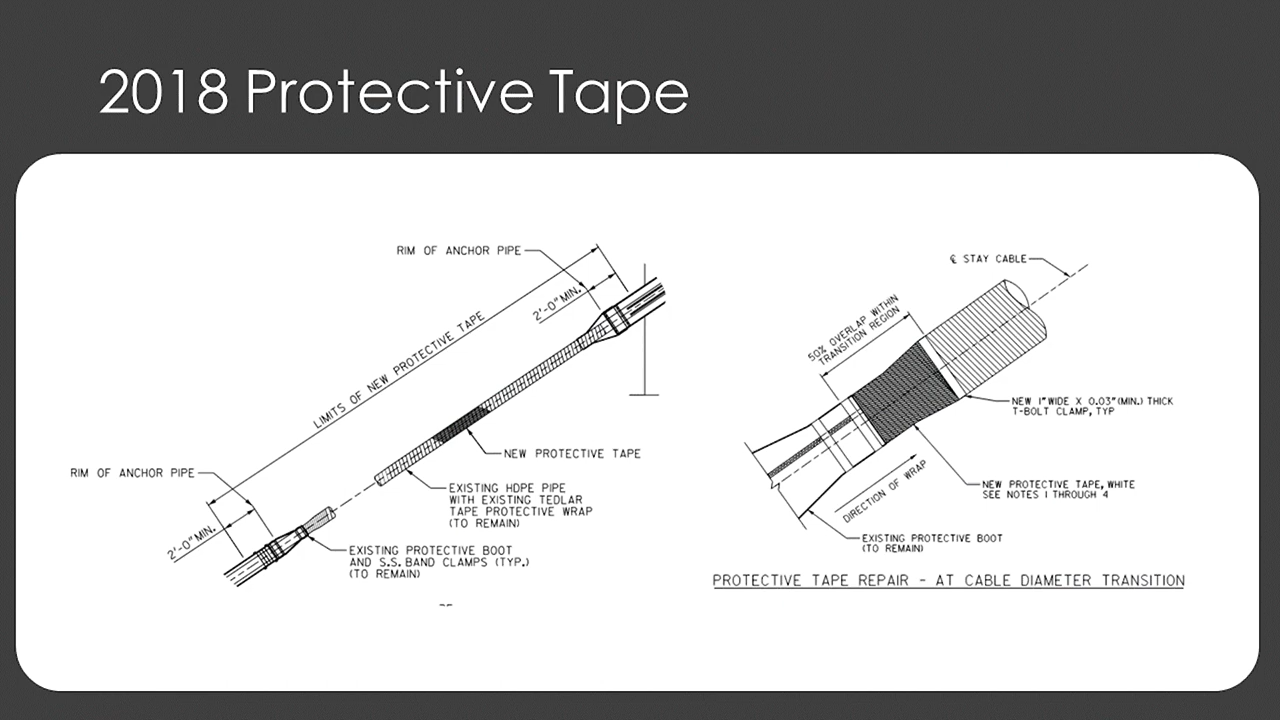 2018 Protective Tape
RIM OF ANCHOR PIPE
2'-0" MIN.
LIMITS OF NEW PROTECTIVE TAPE
NEW PROTECTIVE TAPE
RIM OF ANCHOR PIPE
EXISTING HDPE PIPE
WITH EXISTING TEDLAR
TAPE PROTECTIVE WRAP
(TO REMAIN)
2'-0" MIN.
EXISTING PROTECTIVE BOOT
AND S.S. BAND CLAMPS (TYP.)
(TO REMAIN)
℄ STAY CABLE
50% OVERLAP WITHIN
TRANSITION REGION
NEW 1" WIDE X 0.03" (MIN.) THICK
T-BOLT CLAMP, TYP
NEW PROTECTIVE TAPE, WHITE
SEE NOTES 1 THROUGH 4
DIRECTION OF WRAP
EXISTING PROTECTIVE BOOT
(TO REMAIN)
PROTECTIVE TAPE REPAIR - AT CABLE DIAMETER TRANSITION